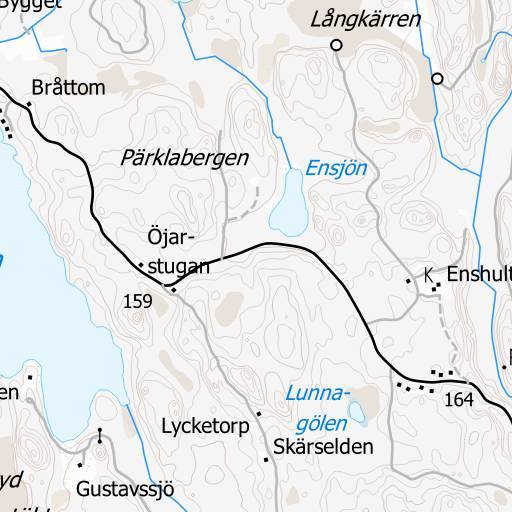 Bygget
Långkärren
Bråttom
Pärklabergen
Ensjön
Öjar-
stugan
K
Enshult
159
Lunna-
gölen
164
Lycketorp
Skärselden
Gustavssjö